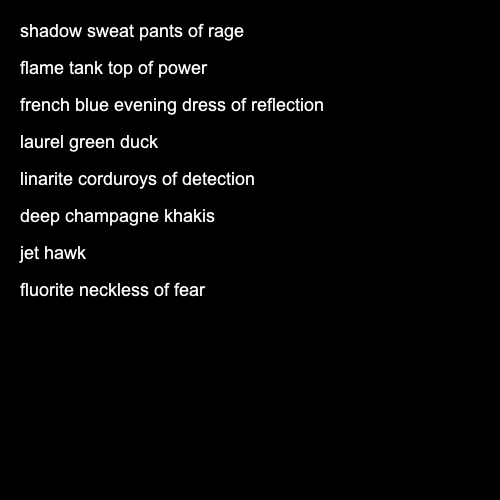 shadow sweat pants of rage
flame tank top of power
french blue evening dress of reflection
laurel green duck
linarite corduroys of detection
deep champagne khakis
jet hawk
fluorite neckless of fear